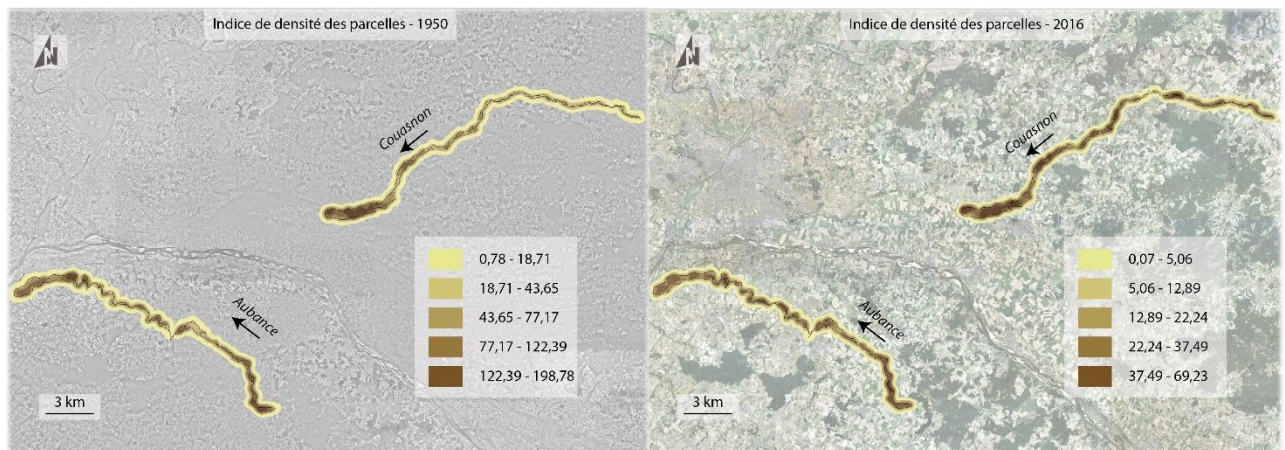 Indice de densité des parcelles - 1950
N
Couasnon
Aubance
0,78 - 18,71
18,71 - 43,65
43,65 - 77,17
77,17 - 122,39
122,39 - 198,78
3 km
Indice de densité des parcelles - 2016
N
Couasnon
Aubance
0,07 - 5,06
5,06 - 12,89
12,89 - 22,24
22,24 - 37,49
37,49 - 69,23
3 km